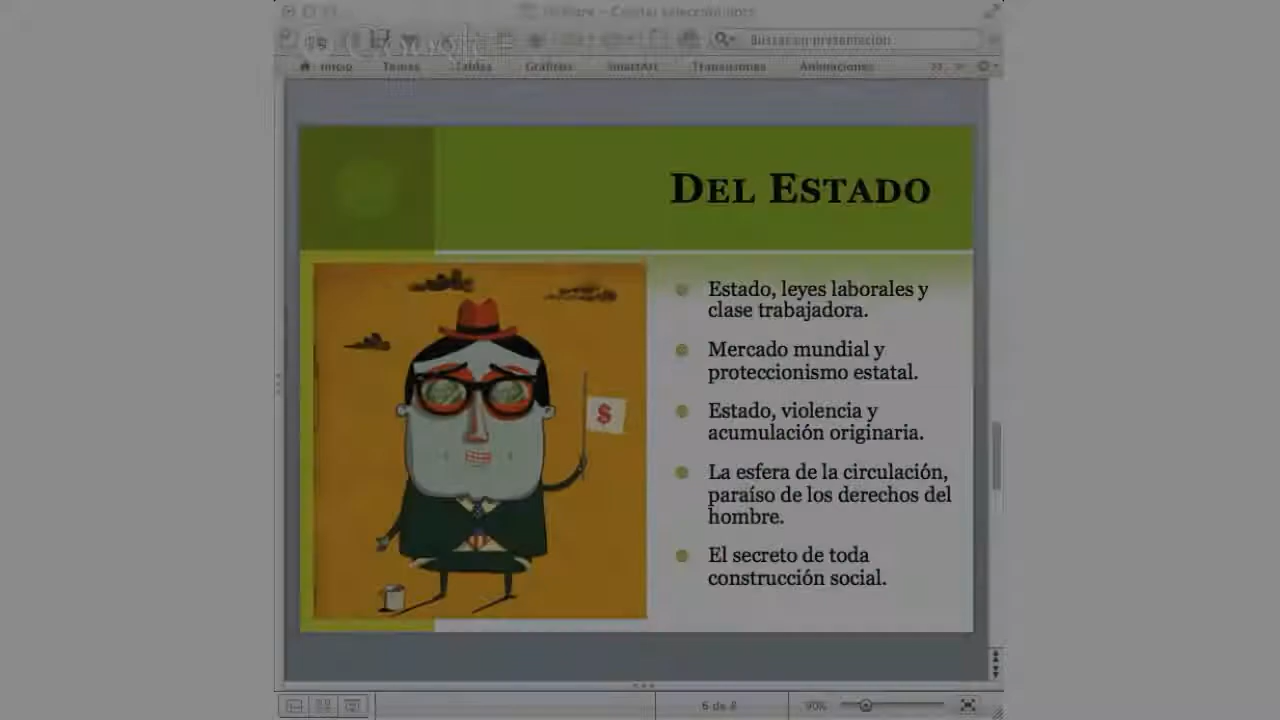 Buscar en presentación
Inicio Temas Tablas Gráficos SmartArt Transiciones Animaciones
DEL ESTADO
Estado, leyes laborales y
clase trabajadora.
Mercado mundial y
proteccionismo estatal.
$
Estado, violencia y
acumulación originaria.
La esfera de la circulación,
paraíso de los derechos del
hombre.
El secreto de toda
construcción social.
6 de 8
90%